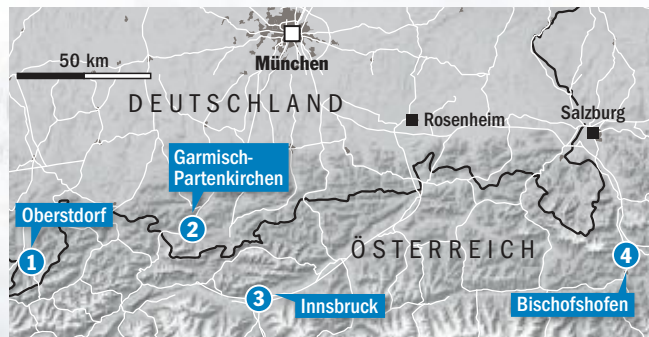 München
50 km
DEUTSCHLAND
Rosenheim
Salzburg
Garmisch-
Partenkirchen
Oberstdorf
1
2
ÖSTERREICH
4
3
Innsbruck
Bischofshofen